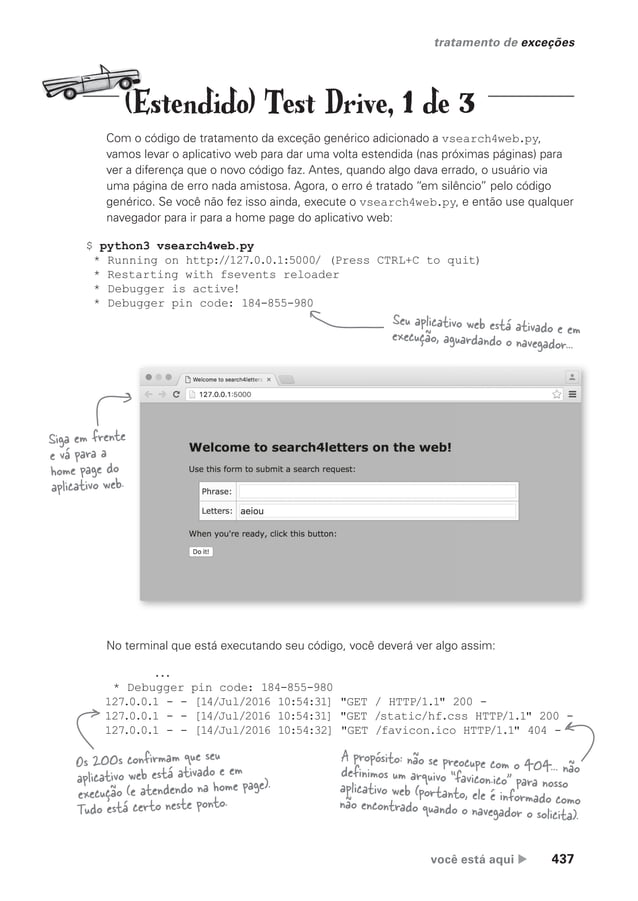 tratamento de exceções
(Estendido) Test Drive, 1 de 3
Com o código de tratamento da exceção genérico adicionado a vsearch4web.py,
vamos levar o aplicativo web para dar uma volta estendida (nas próximas páginas) para
ver a diferença que o novo código faz. Antes, quando algo dava errado, o usuário via
uma página de erro nada amistosa. Agora, o erro é tratado “em silêncio” pelo código
genérico. Se você não fez isso ainda, execute o vsearch4web.py, e então use qualquer
navegador para ir para a home page do aplicativo web:
$ python3 vsearch4web.py
* Running on http://127.0.0.1:5000/ (Press CTRL+C to quit)
* Restarting with fsevents reloader
* Debugger is active!
* Debugger pin code: 184-855-980
Seu aplicativo web está ativado e em
execução, aguardando o navegador...
Welcome to search4letters
127.0.0.1:5000
Siga em frente
e vá para a
home page do
aplicativo web.
Welcome to search4letters on the web!
Use this form to submit a search request:
Phrase:
Letters: aeiou
When you're ready, click this button:
Do it!
No terminal que está executando seu código, você deverá ver algo assim:
...
* Debugger pin code: 184-855-980
127.0.0.1 - - [14/Jul/2016 10:54:31] "GET / HTTP/1.1" 200 -
127.0.0.1 - - [14/Jul/2016 10:54:31] "GET /static/hf.css HTTP/1.1" 200 -
127.0.0.1 - - [14/Jul/2016 10:54:32] "GET /favicon.ico HTTP/1.1" 404 -
Os 200s confirmam que seu
aplicativo web está ativado e em
execução (e atendendo na home page).
Tudo está certo neste ponto.
A propósito: não se preocupe com o 404... não
definimos um arquivo “favicon.ico” para nosso
aplicativo web (portanto, ele é informado como
não encontrado quando o navegador o solicita).
você está aqui ▶ 437